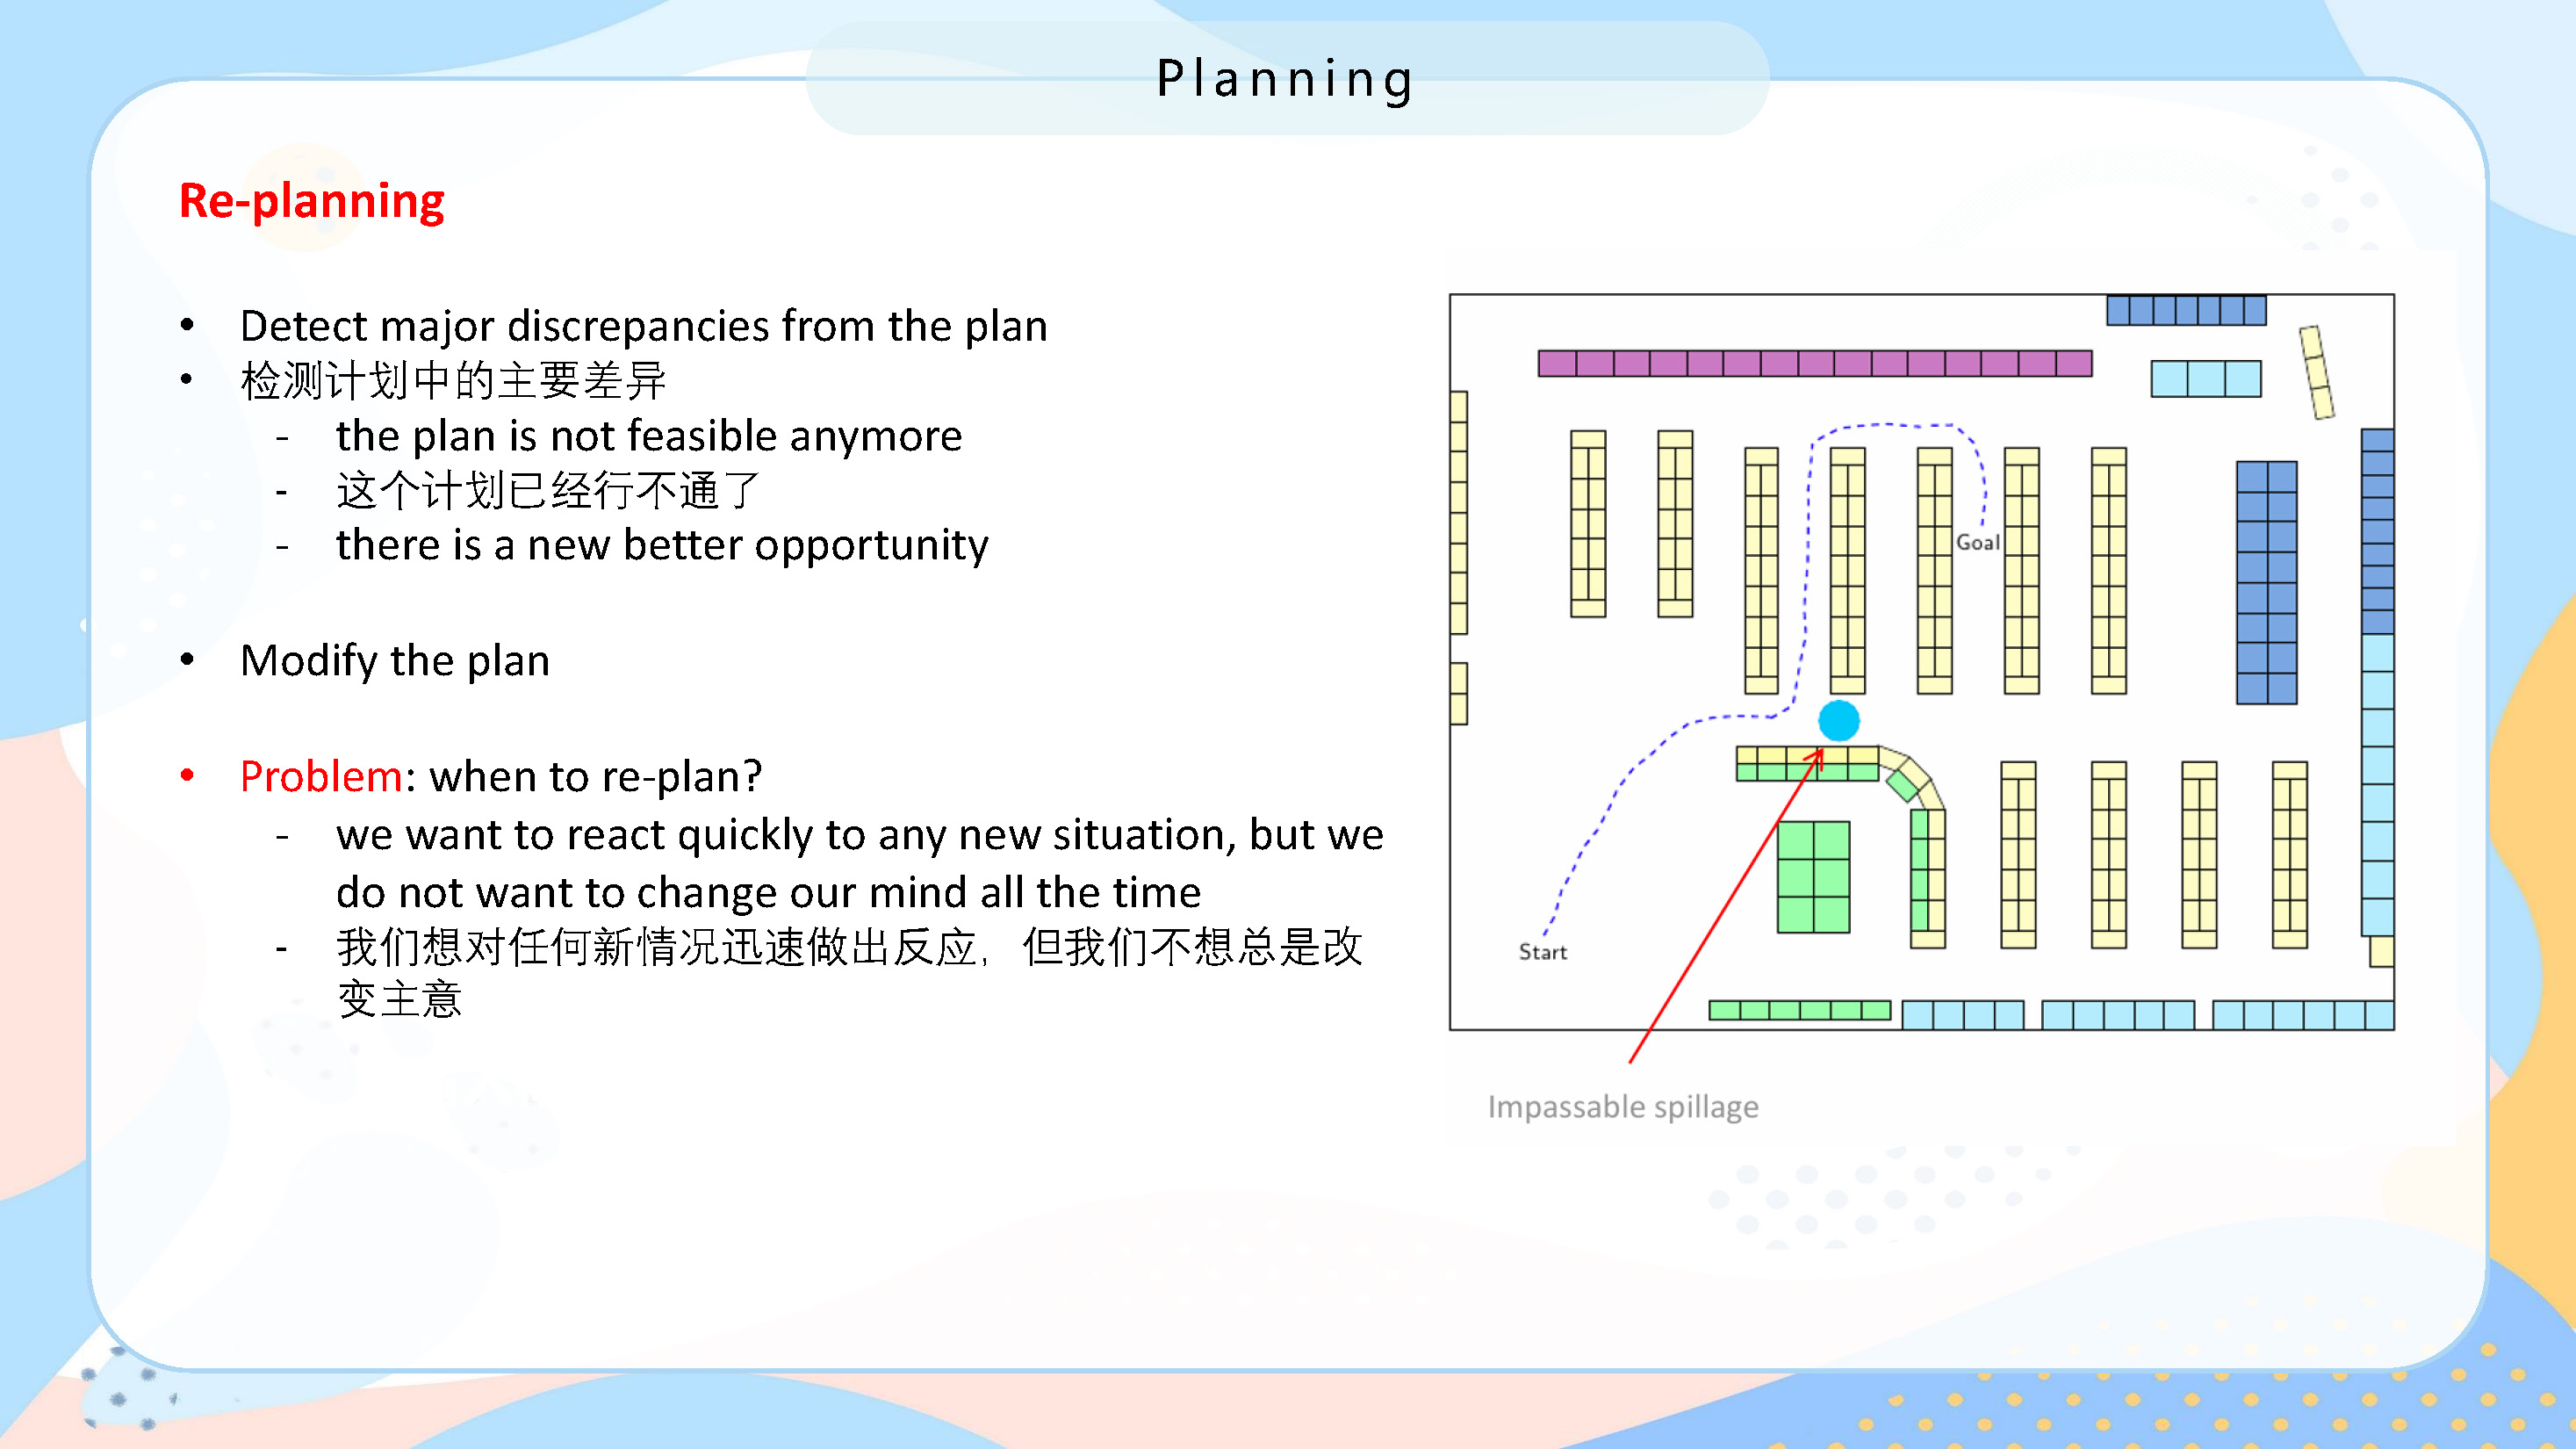 Planning
Re-planning
• Detect major discrepancies from the plan
• 检测计划中的主要差异
- the plan is not feasible anymore
- 这个计划已经行不通了
- there is a new better opportunity
• Modify the plan
• Problem: when to re-plan?
- we want to react quickly to any new situation, but we
do not want to change our mind all the time
- 我们想对任何新情况迅速做出反应，但我们不想总是改
变主意
Goal
Start
Impassable spillage